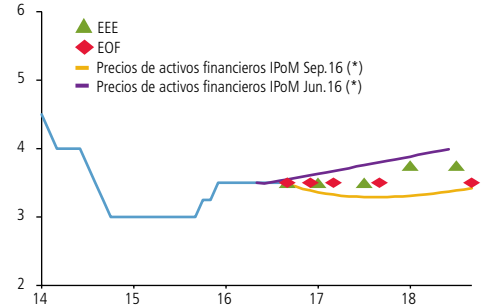 6
EEE
EOF
Precios de activos financieros IPoM Sep.16 (*)
Precios de activos financieros IPoM Jun.16 (*)
5
4
3
2
14 15 16 17 18